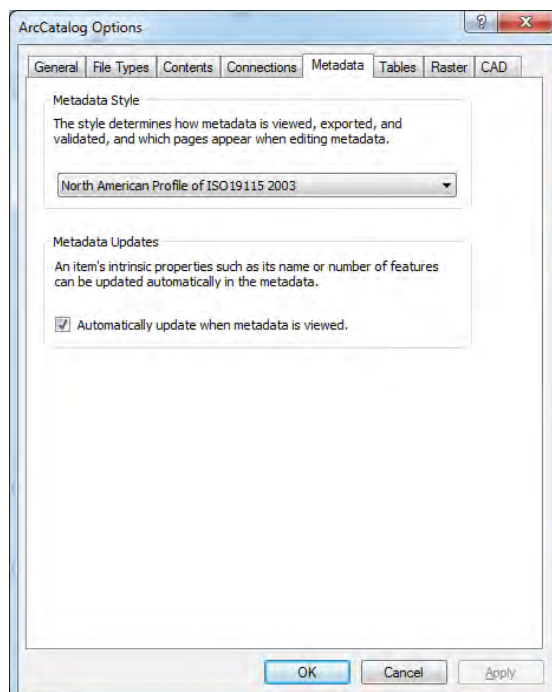 ArcCatalog Options
?
X
General File Types Contents Connections Metadata Tables Raster CAD
Metadata Style
The style determines how metadata is viewed, exported, and
validated, and which pages appear when editing metadata.
North American Profile of ISO19115 2003
Metadata Updates
An item's intrinsic properties such as its name or number of features
can be updated automatically in the metadata.
Automatically update when metadata is viewed.
OK Cancel Apply